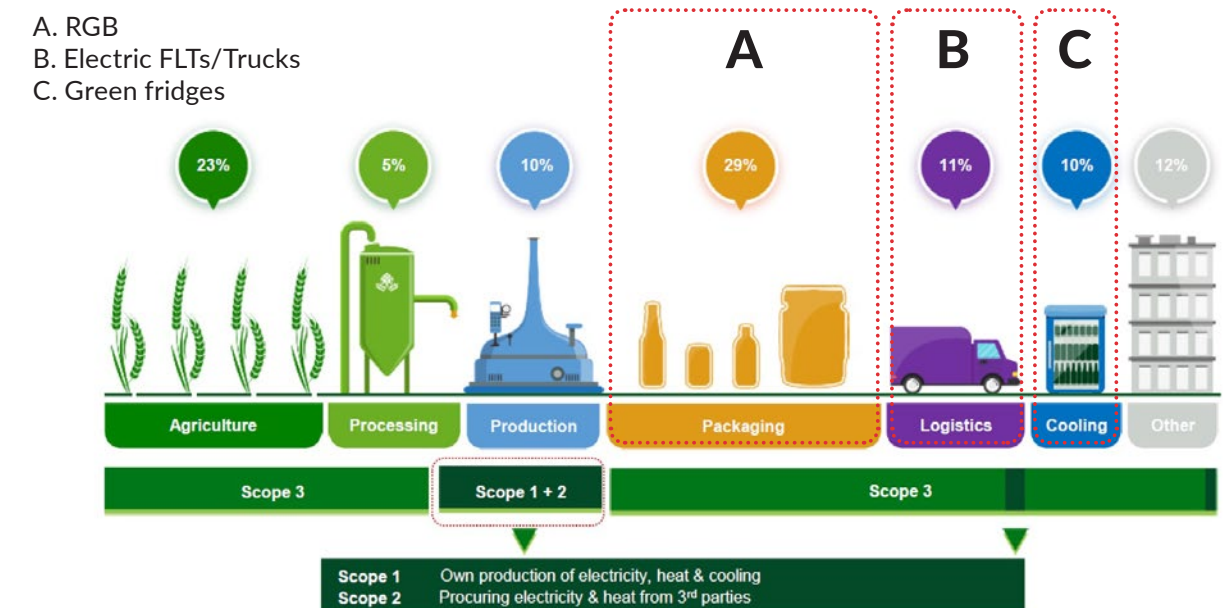 A. RGB
B. Electric FLTs/Trucks
C. Green fridges
A
B
C
23%
5%
10%
29%
11%
10%
12%
Agriculture
Processing
Production
Packaging
Logistics
Cooling
Other
Scope 3
Scope 1 + 2
Scope 3
Scope 1 Own production of electricity, heat & cooling
Scope 2 Procuring electricity & heat from 3rd parties